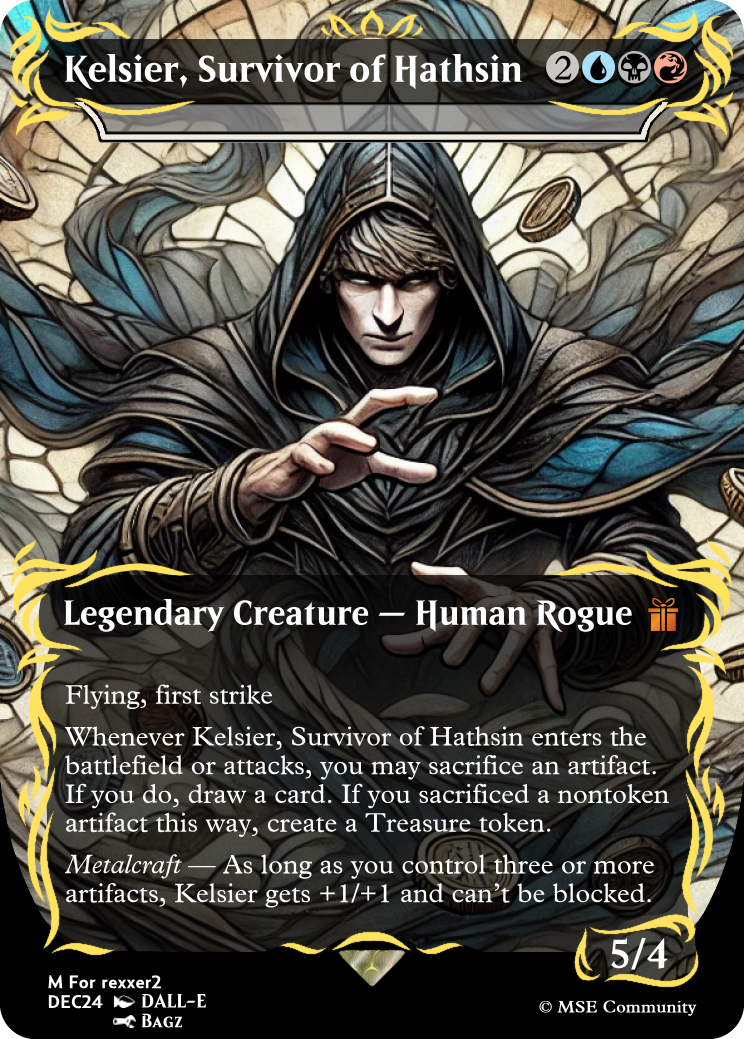 Kelsier, Survivor of Hathsin 2
Legendary Creature — Human Rogue
Flying, first strike
Whenever Kelsier, Survivor of Hathsin enters the
battlefield or attacks, you may sacrifice an artifact.
If you do, draw a card. If you sacrificed a nontoken
artifact this way, create a Treasure token.
Metalcraft — As long as you control three or more
artifacts, Kelsier gets +1/+1 and can't be blocked.
5/4
M For rexxer2
DEC24 DALL-E
Bagz
© MSE Community